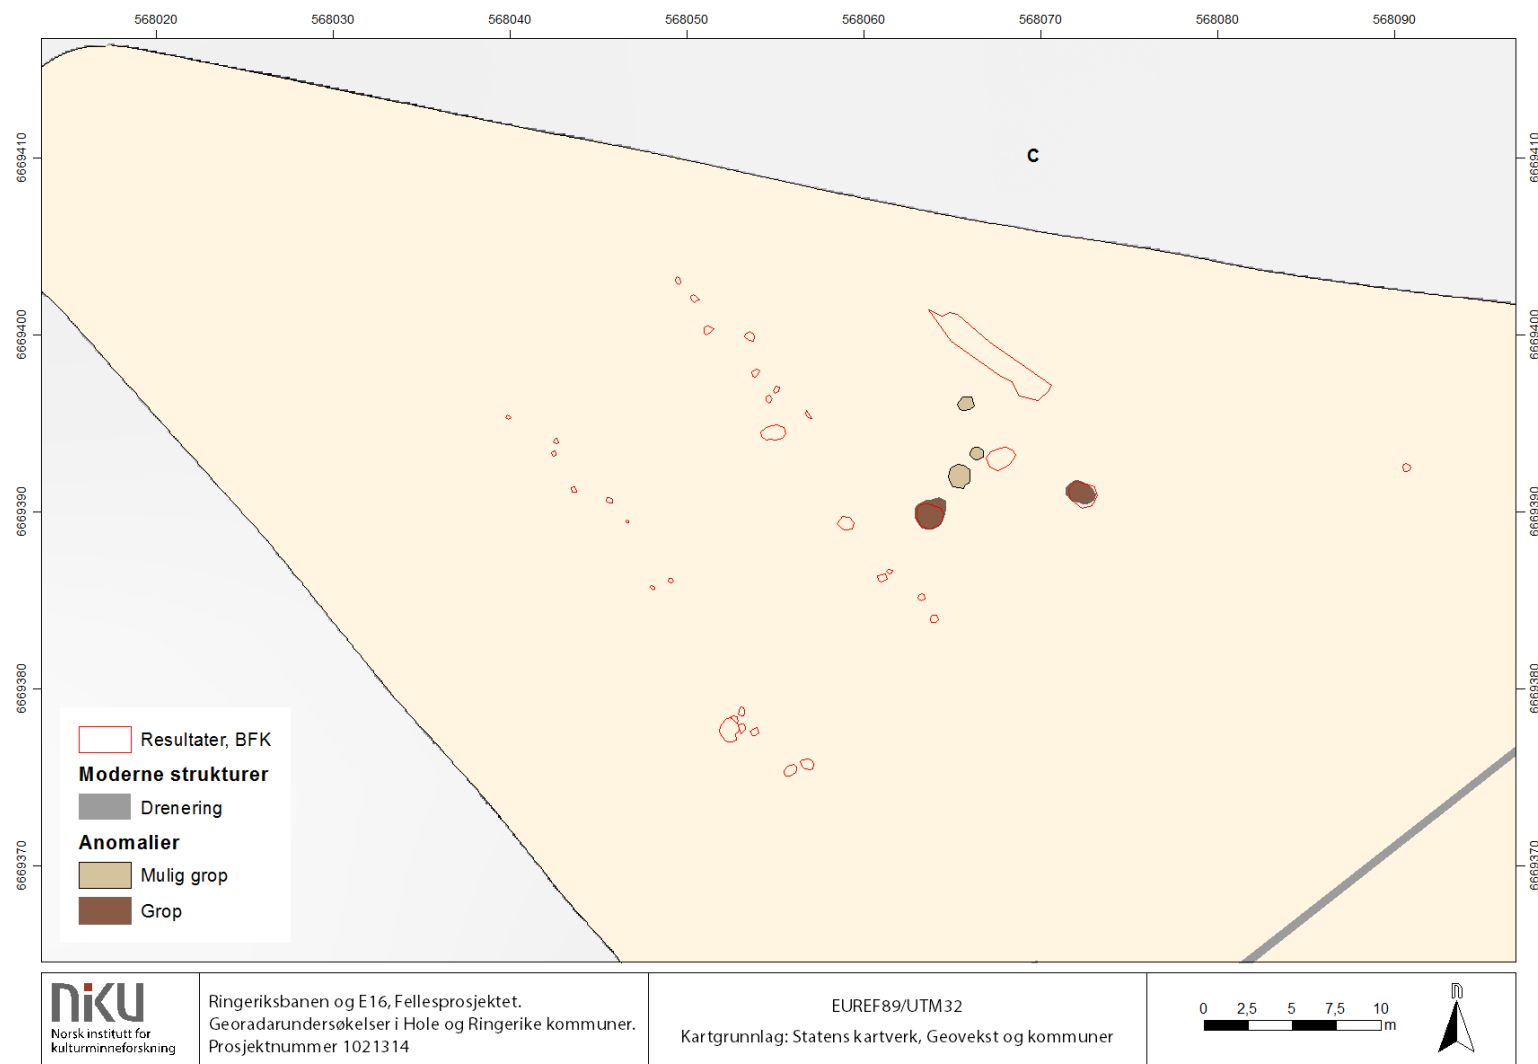 568020 568030 568040 568050 568060 568070 568080 568090
6669410 6669410
C
6669400 6669400
6669390 6669390
6669380 6669380
6669370 6669370
Resultater, BFK
Moderne strukturer
Drenering
Anomalier
Mulig grop
Grop
niku
Norsk institutt for
kulturminneforskning
Ringeriksbanen og E16, Fellesprosjektet.
Georadarundersøkelser i Hole og Ringerike kommuner.
Prosjektnummer 1021314
EUREF89/UTM32
Kartgrunnlag: Statens kartverk, Geovekst og kommuner
0 2,5 5 7,5 10
m
n